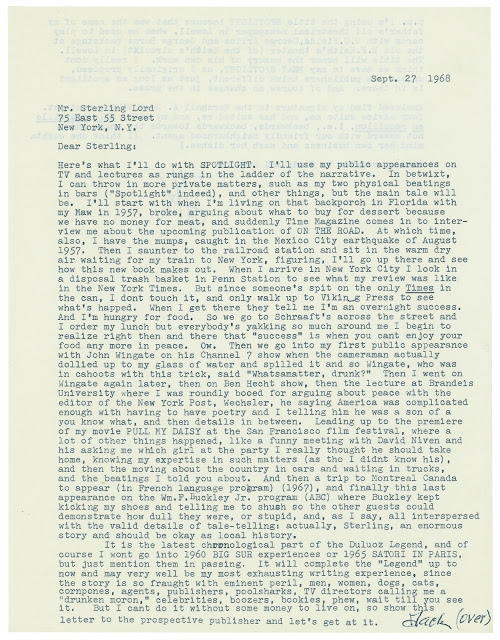 Sept. 27 1968
Mr. Sterling Lord
75 East 55 Street
New York, N.Y.
Dear Sterling:
Here's what I'll do with SPOTLIGHT. I'll use my public appearances on
TV and lectures as rungs in the ladder of the narrative. In betwixt,
I can throw in more private matters, such as my two physical beatings
in bars ("Spotlight" indeed), and other things, but the main tale will
be. I'll start with when I'm living on that backporch in Florida with
my Maw in 1957, broke, arguing about what to buy for dessert because
we have no money for meat, and suddenly Time Magazine comes in to inter-
view me about the upcoming publication of ON THE ROAD. At which time,
also, I have the mumps, caught in the Mexico City earthquake of August
1957. Then I saunter to the railroad station and sit in the warm dry
air waiting for my train to New York, figuring, I'll go up there and see
how this new book makes out. When I arrive in New York City I look in
a disposal trash basket in Penn Station to see what my review was like
in the New York Times. But since someone's spit on the only Times in
the can, I dont touch it, and only walk up to Viking Press to see
what's happened. When I get there they tell me I'm an overnight success.
And I'm hungry for food. So we go to Schraft's across the street and
I order my lunch but everybody's yakking so much around me I begin to
realize right then and there that "success" is when you cant enjoy your
food any more in peace. Ow. Then we go into my first public appearance
with John Wingate on his Channel 7 show when the cameraman actually
dollied up to my glass of water and spilled it and so Wingate, who was
in cahoots with this trick, said "Whatsamatter, drunk?" Then I went on
Wingate again later, then on Ben Hecht show, then the lecture at Brandeis
University where I was roundly booed for arguing about peace with the
editor of the New York Post, Wechsler, he saying America was complicated
enough with having to have poetry and I telling him he was a son of a
you know what, and then details in between. Leading up to the premiere
of my movie PULL MY DAISY at the San Francisco film festival, where a
lot of other things happened, like a funny meeting with David Niven and
his asking me which girl at the party I really thought he should take
home, knowing my expertise in such matters (as tho I didnt know his),
and then the moving about the country in cars and waiting in trucks,
and the beatings I told you about. And then a trip to Montreal Canada
to appear (in French language program) (1967), and finally this last
appearance on the Wm.F.Buckley Jr. program (ABC) where Buckley kept
kicking my shoes and telling me to shush so the other guests could
demonstrate how dull they were, or stupid, and, as I say, all interspersed
with the valid details of tale-telling: actually, Sterling, an enormous
story and should be okay as local history.
It is the latest chronological part of the Duluoz Legend, and of
course I wont go into 1960 BIG SUR experiences or 1965 SATORI IN PARIS,
but just mention them in passing. It will complete the "Legend" up to
now and may very well be my most exhausting writing experience, since
the story is so fraught with eminent peril, men, women, dogs, cats,
cornpones, agents, publishers, poolsharks, TV directors calling me a
"drunken moron," celebrities, boozers, bookies, phew, wait till you see
it. But I cant do it without some money to live on, so show this
letter to the prospective publisher and let's get at it. Jack (over)